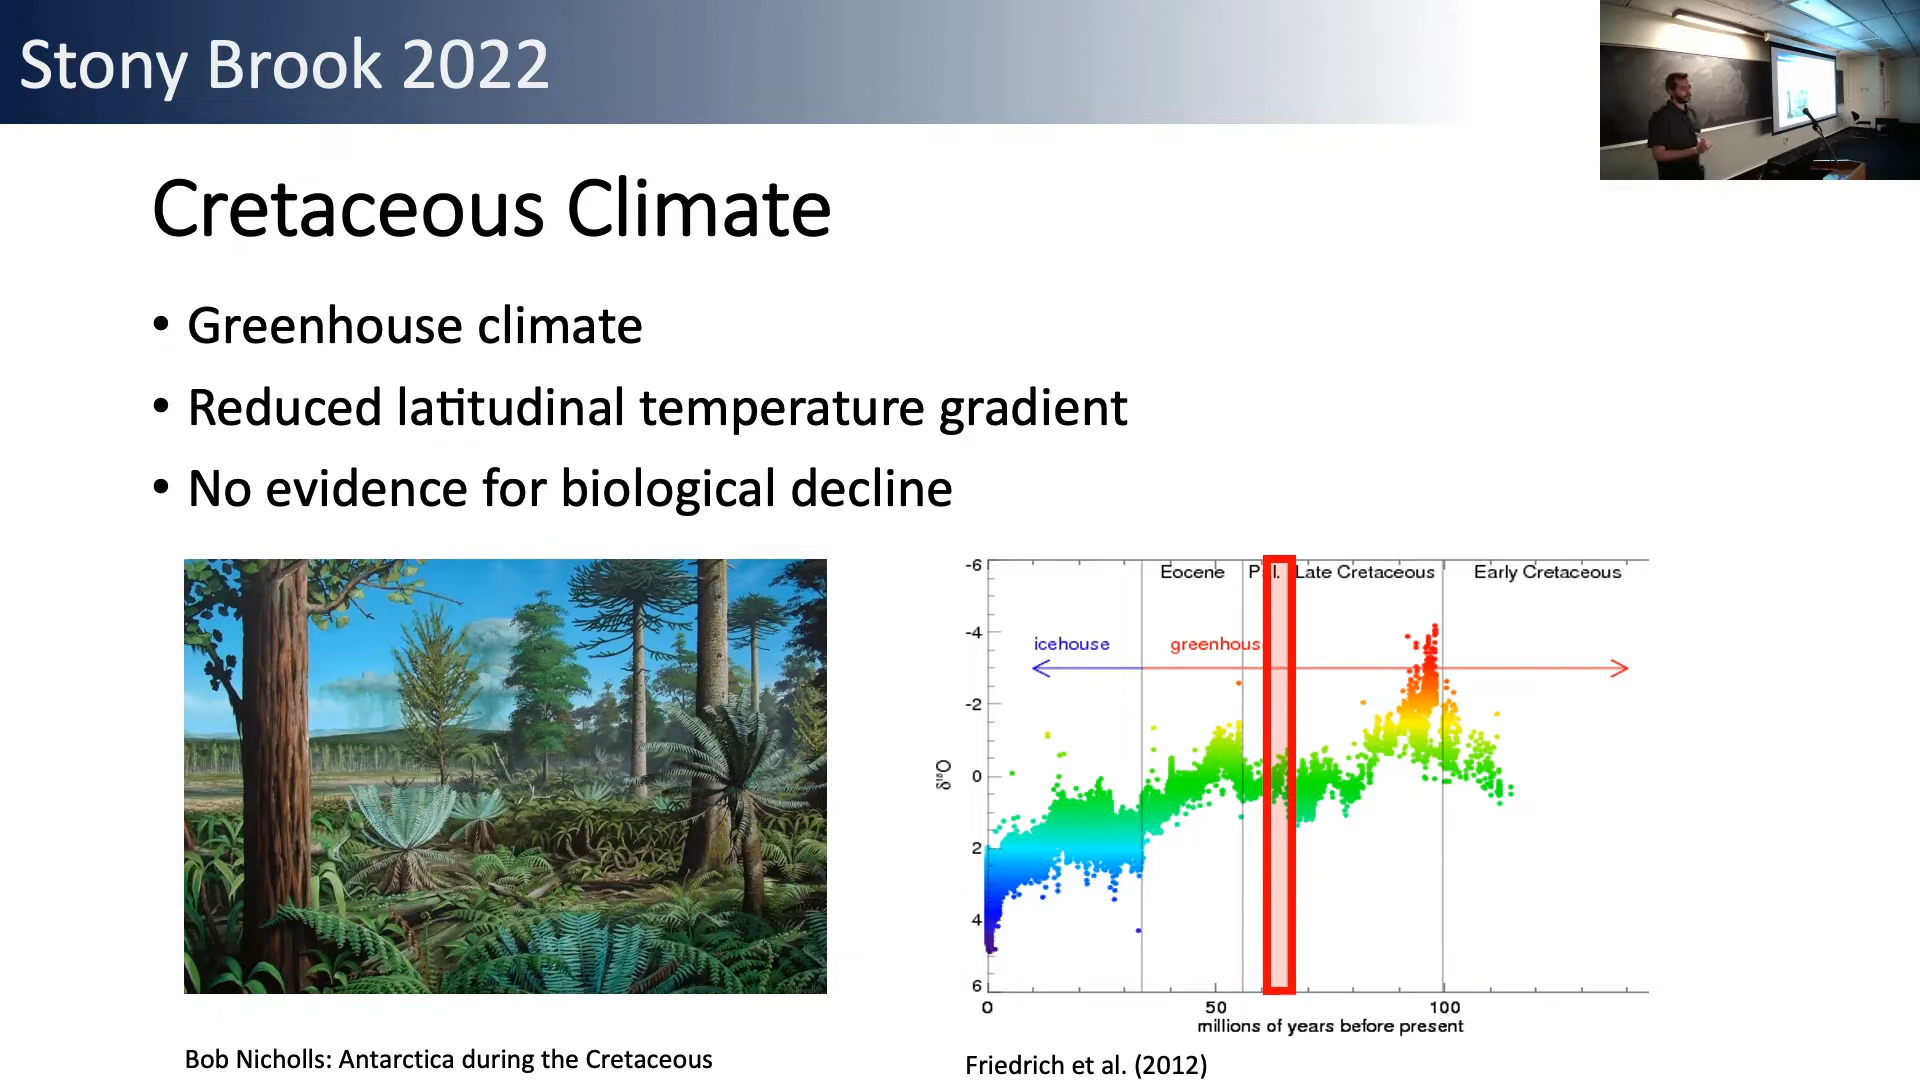 Stony Brook 2022
Cretaceous Climate
• Greenhouse climate
• Reduced latitudinal temperature gradient
• No evidence for biological decline
Eocene
Late Cretaceous
Early Cretaceous
icehouse
greenhous
-6
-4
-2
0
2
4
6
δ¹⁸O
0
50
100
millions of years before present
Bob Nicholls: Antarctica during the Cretaceous
Friedrich et al. (2012)